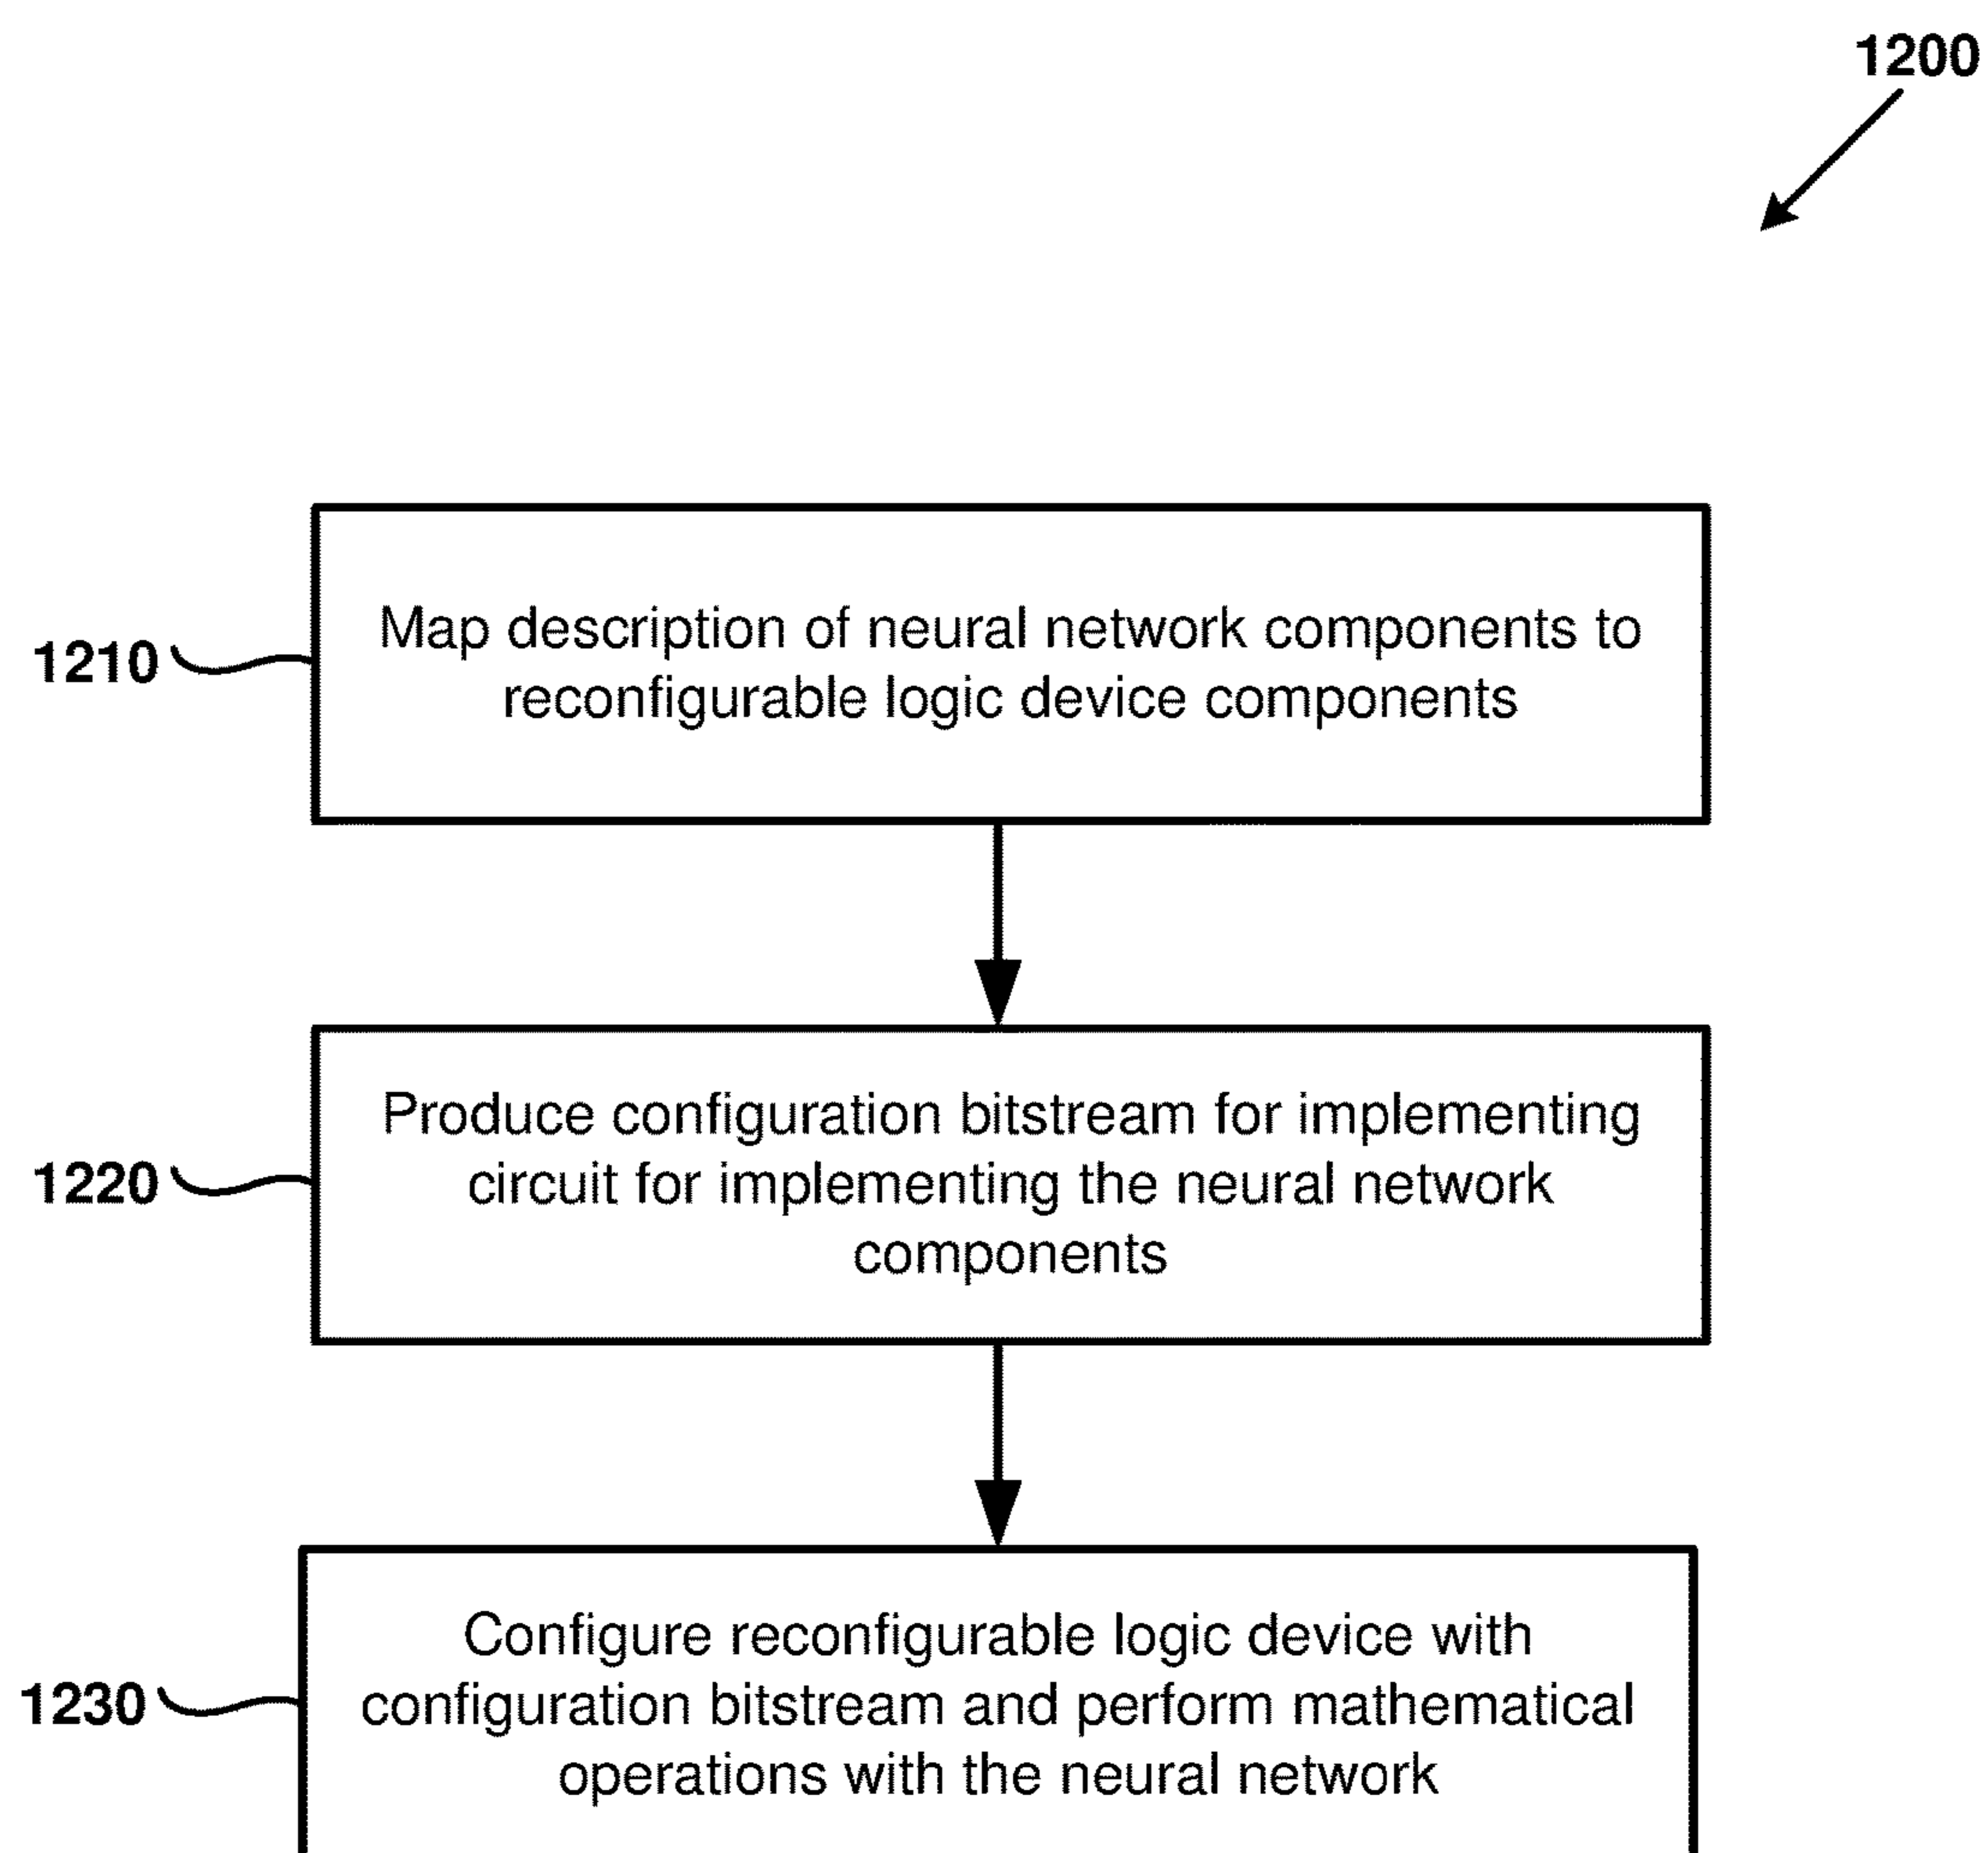 1200
1210
Map description of neural network components to
reconfigurable logic device components
1220
Produce configuration bitstream for implementing
circuit for implementing the neural network
components
1230
Configure reconfigurable logic device with
configuration bitstream and perform mathematical
operations with the neural network